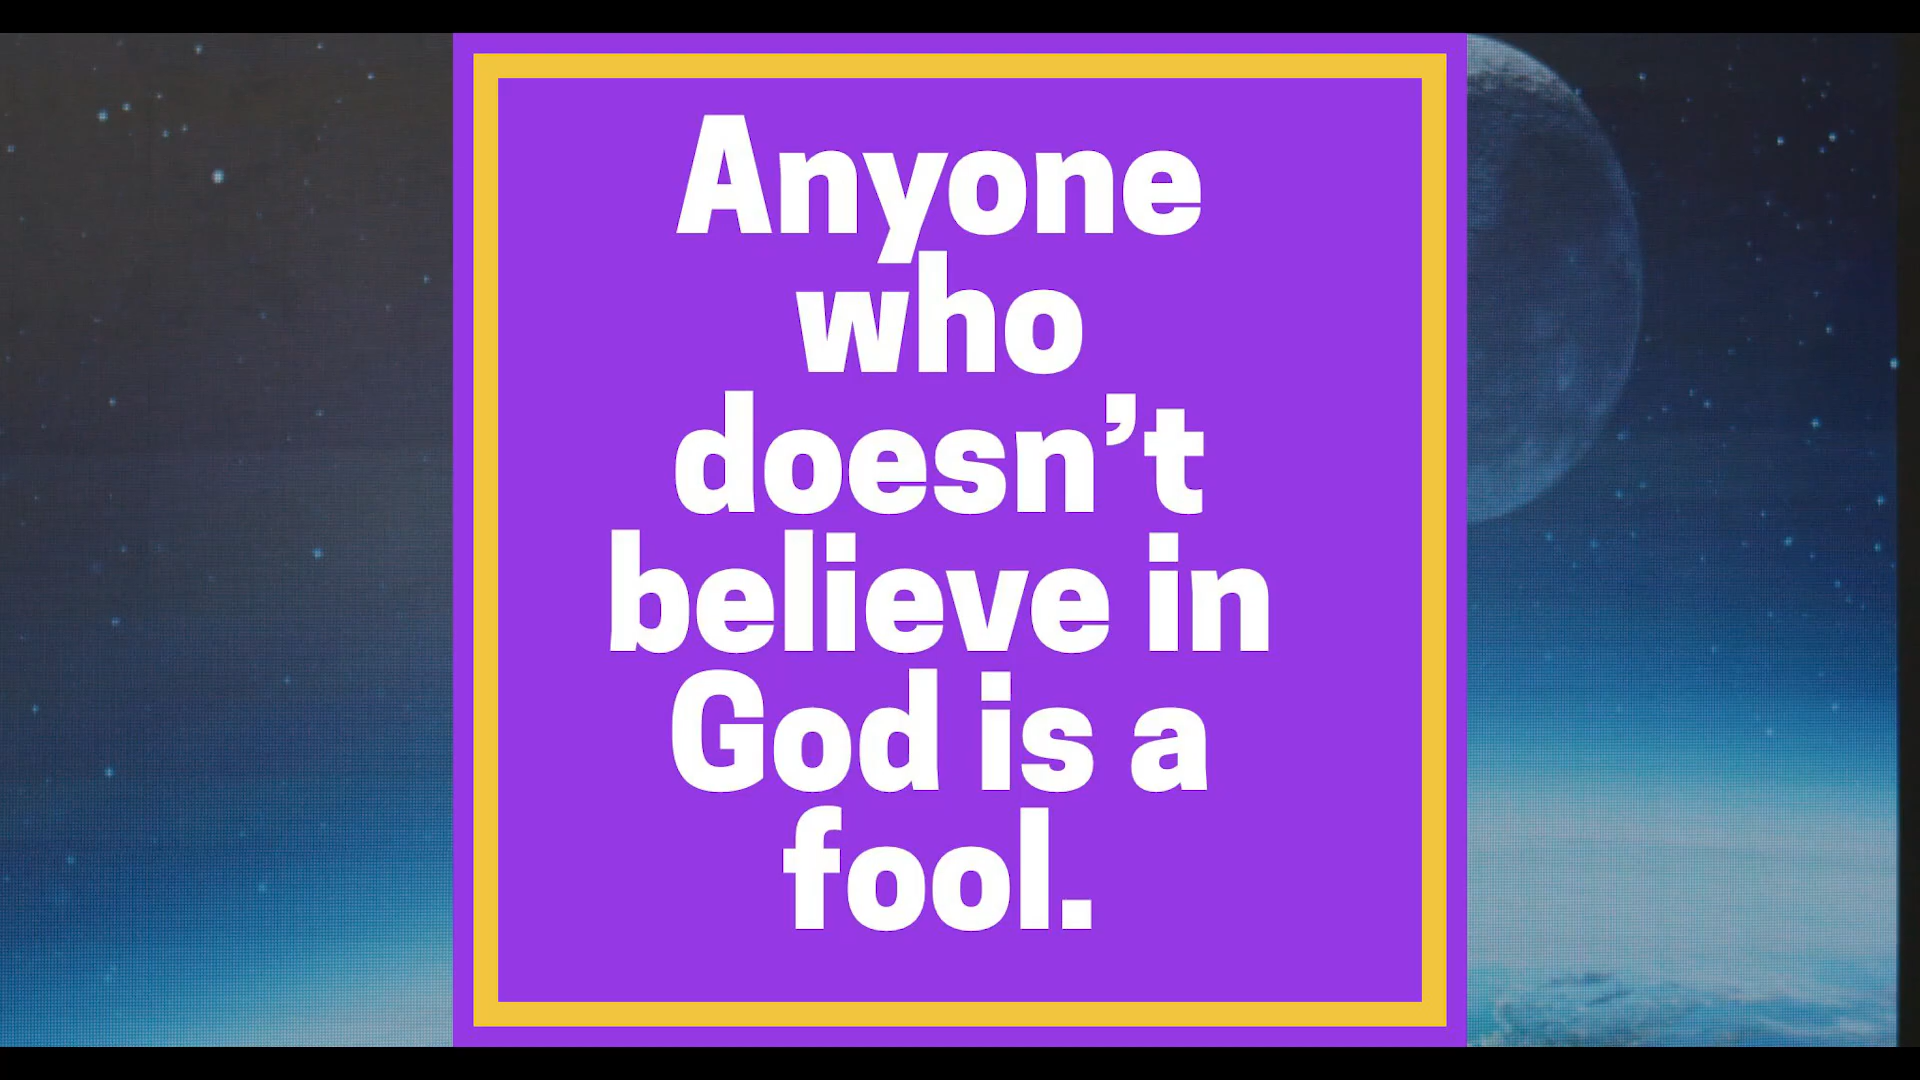 Anyone
who
doesn’t
believe in
God is a
fool.